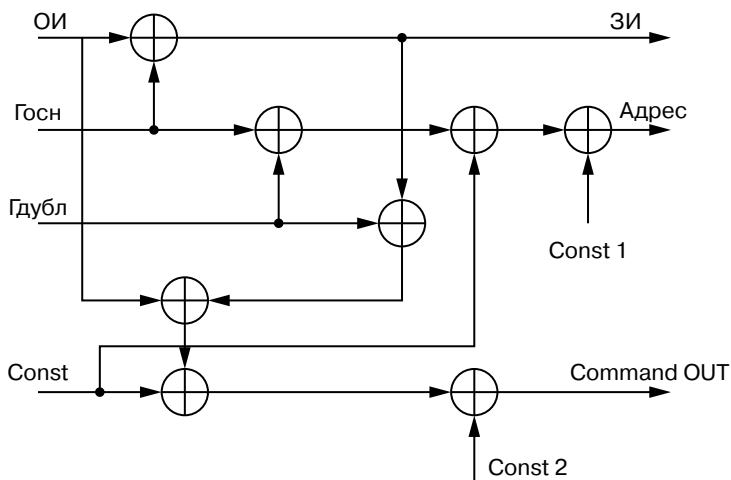 ОИ
ЗИ
Госн
Адрес
Гдубл
Const 1
Const
Command OUT
Const 2